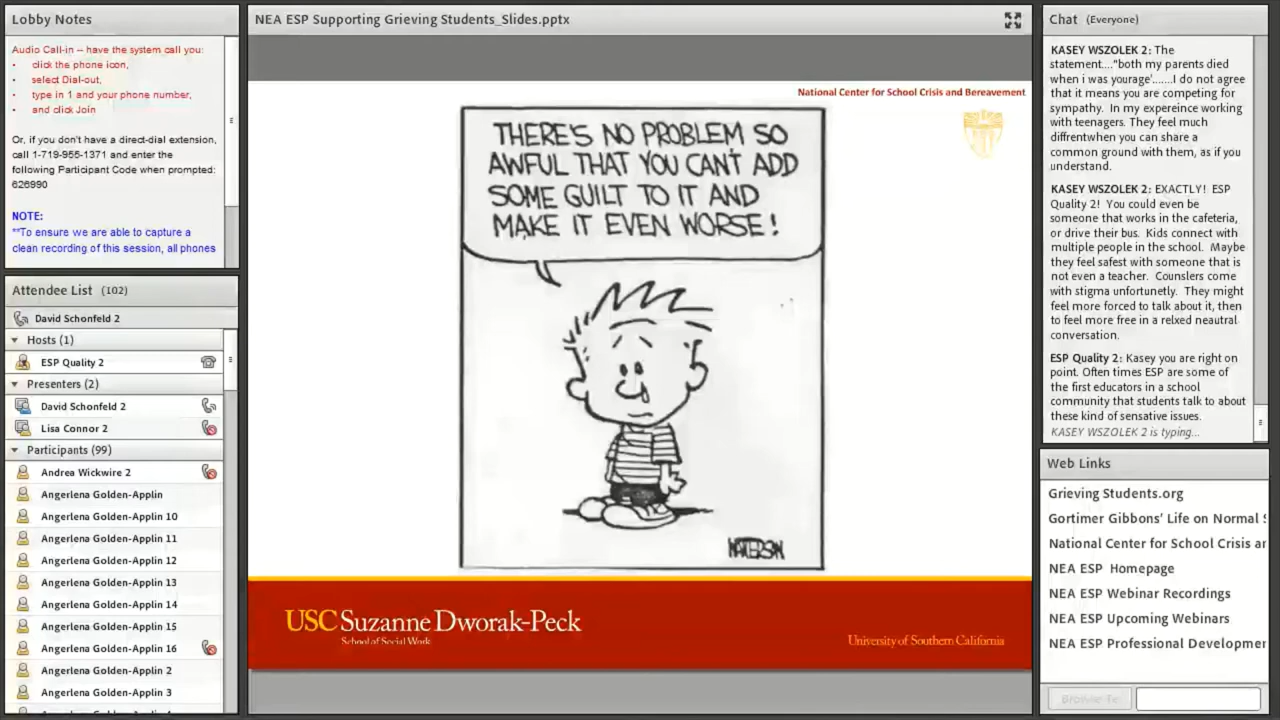 Lobby Notes
Audio Call-in -- have the system call you:
• click the phone icon,
• select Dial-out,
• type in 1 and your phone number,
• and click Join
Or, if you don't have a direct-dial extension,
call 1-719-955-1371 and enter the
following Participant Code when prompted:
626990
NOTE:
**To ensure we are able to capture a
clean recording of this session, all phones
Attendee List (102)
David Schonfeld 2
Hosts (1)
ESP Quality 2
Presenters (2)
David Schonfeld 2
Lisa Connor 2
Participants (99)
Andrea Wickwire 2
Angerlena Golden-Applin
Angerlena Golden-Applin 10
Angerlena Golden-Applin 11
Angerlena Golden-Applin 12
Angerlena Golden-Applin 13
Angerlena Golden-Applin 14
Angerlena Golden-Applin 15
Angerlena Golden-Applin 16
Angerlena Golden-Applin 2
Angerlena Golden-Applin 3
NEA ESP Supporting Grieving Students_Slides.pptx
National Center for School Crisis and Bereavement
THERE'S NO PROBLEM SO
AWFUL THAT YOU CAN'T ADD
SOME GUILT TO IT AND
MAKE IT EVEN WORSE!
WATERSON
USC Suzanne Dworak-Peck
School of Social Work
University of Southern California
Chat (Everyone)
KASEY WSZOLEK 2: The
statement...."both my parents died
when i was yourage'......I do not agree
that it means you are competing for
sympathy. In my expereince working
with teenagers. They feel much
diffrentwhen you can share a
common ground with them, as if you
understand.
KASEY WSZOLEK 2: EXACTLY! ESP
Quality 2! You could even be
someone that works in the cafeteria,
or drive their bus. Kids connect with
multiple people in the school. Maybe
they feel safest with someone that is
not even a teacher. Counslers come
with stigma unfortunetly. They might
feel more forced to talk about it, then
to feel more free in a relxed neautral
conversation.
ESP Quality 2: Kasey you are right on
point. Often times ESP are some of
the first educators in a school
community that students talk to about
these kind of sensative issues.
KASEY WSZOLEK 2 is typing...
Web Links
Grieving Students.org
Gortimer Gibbons' Life on Normal
National Center for School Crisis
NEA ESP Homepage
NEA ESP Webinar Recordings
NEA ESP Upcoming Webinars
NEA ESP Professional Developmen
Browse To